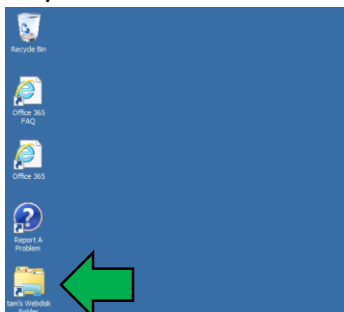 Recycle Bin
Office 365
FAQ
Office 365
Report A
Problem
tam's Webdisk
Folder